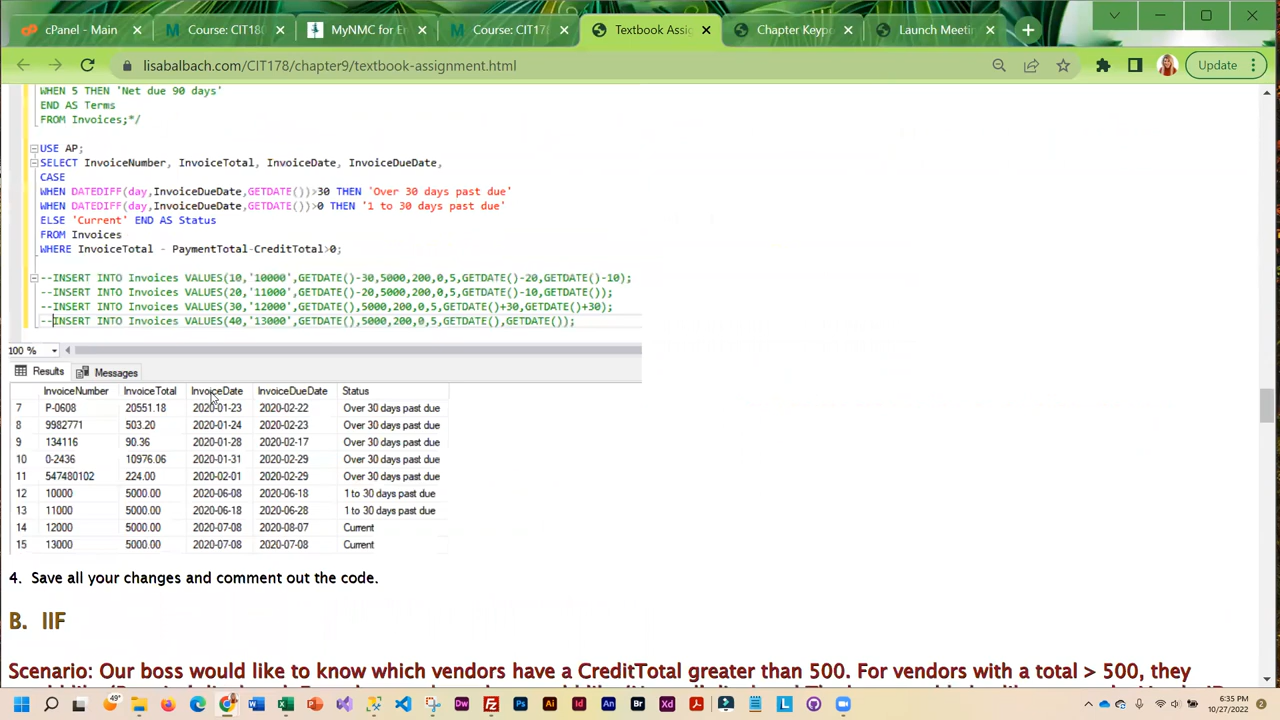 cPanel - Main
Course: CIT18
MyNMC for E
Course: CIT17
Textbook Assig
Chapter Keypo
Launch Meeti
lisabalbach.com/CIT178/chapter9/textbook-assignment.html
Update
WHEN 5 THEN 'Net due 90 days'
END AS Terms
FROM Invoices;*/
USE AP;
SELECT InvoiceNumber, InvoiceTotal, InvoiceDate, InvoiceDueDate,
CASE
WHEN DATEDIFF(day,InvoiceDueDate,GETDATE())>30 THEN 'Over 30 days past due'
WHEN DATEDIFF(day,InvoiceDueDate,GETDATE())>0 THEN '1 to 30 days past due'
ELSE 'Current' END AS Status
FROM Invoices
WHERE InvoiceTotal - PaymentTotal-CreditTotal>0;
--INSERT INTO Invoices VALUES(10,'10000',GETDATE()-30,5000,200,0,5,GETDATE()-20,GETDATE()-10);
--INSERT INTO Invoices VALUES(20,'11000',GETDATE()-20,5000,200,0,5,GETDATE()-10,GETDATE());
--INSERT INTO Invoices VALUES(30,'12000',GETDATE(),5000,200,0,5,GETDATE()+30,GETDATE()+30);
--INSERT INTO Invoices VALUES(40,'13000',GETDATE(),5000,200,0,5,GETDATE(),GETDATE());
100 %
Results Messages
InvoiceNumber InvoiceTotal InvoiceDate InvoiceDueDate Status
7 P-0608 20551.18 2020-01-23 2020-02-22 Over 30 days past due
8 9982771 503.20 2020-01-24 2020-02-23 Over 30 days past due
9 134116 90.36 2020-01-28 2020-02-17 Over 30 days past due
10 0-2436 10976.06 2020-01-31 2020-02-29 Over 30 days past due
11 547480102 224.00 2020-02-01 2020-02-29 Over 30 days past due
12 10000 5000.00 2020-06-08 2020-06-18 1 to 30 days past due
13 11000 5000.00 2020-06-18 2020-06-28 1 to 30 days past due
14 12000 5000.00 2020-07-08 2020-08-07 Current
15 13000 5000.00 2020-07-08 2020-07-08 Current
4. Save all your changes and comment out the code.
B. IIF
Scenario: Our boss would like to know which vendors have a CreditTotal greater than 500. For vendors with a total > 500, they
49°
6:35 PM
10/27/2022